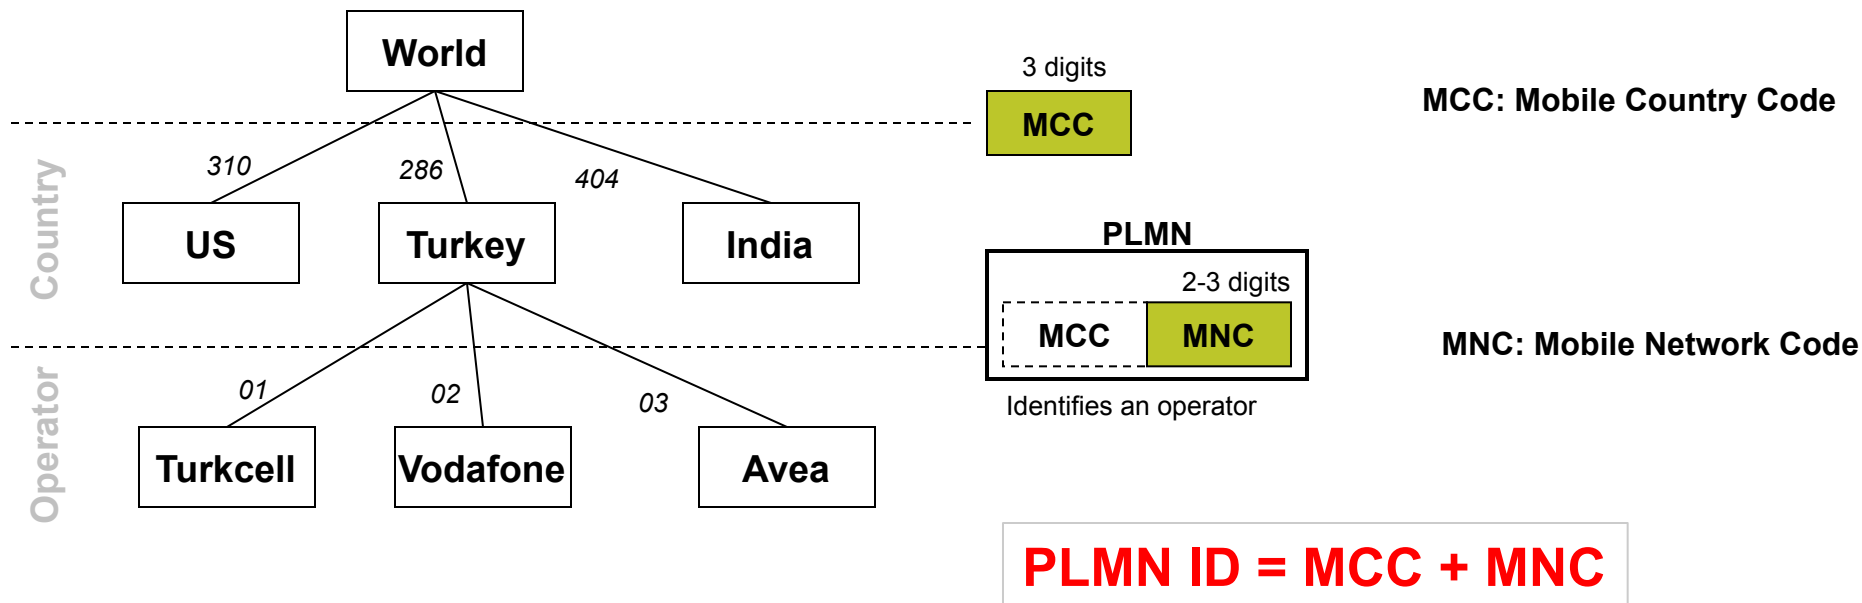 World
3 digits
MCC
MCC: Mobile Country Code
Country
310
286
404
US
Turkey
India
PLMN
2-3 digits
MCC
MNC
MNC: Mobile Network Code
Identifies an operator
Operator
01
02
03
Turkcell
Vodafone
Avea
PLMN ID = MCC + MNC